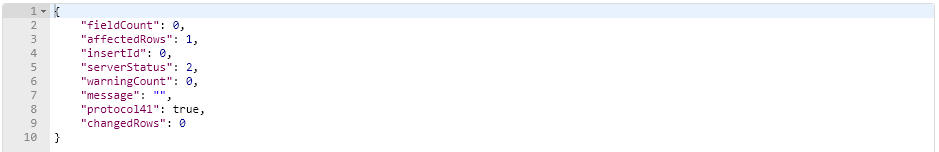 1 {
2 "fieldCount": 0,
3 "affectedRows": 1,
4 "insertId": 0,
5 "serverStatus": 2,
6 "warningCount": 0,
7 "message": "",
8 "protocol41": true,
9 "changedRows": 0
10 }